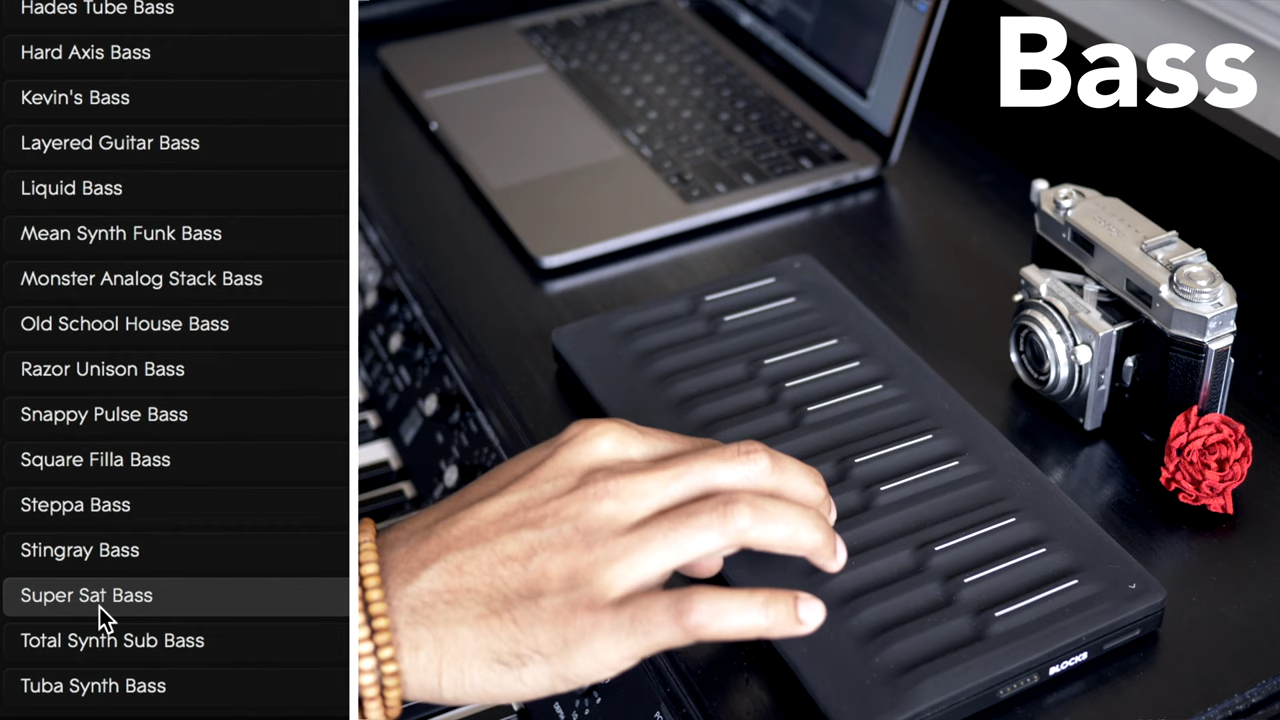 Hades Tube Bass
Hard Axis Bass
Kevin's Bass
Layered Guitar Bass
Liquid Bass
Mean Synth Funk Bass
Monster Analog Stack Bass
Old School House Bass
Razor Unison Bass
Snappy Pulse Bass
Square Filla Bass
Steppa Bass
Stingray Bass
Super Sat Bass
Total Synth Sub Bass
Tuba Synth Bass
Bass
BLOCKS